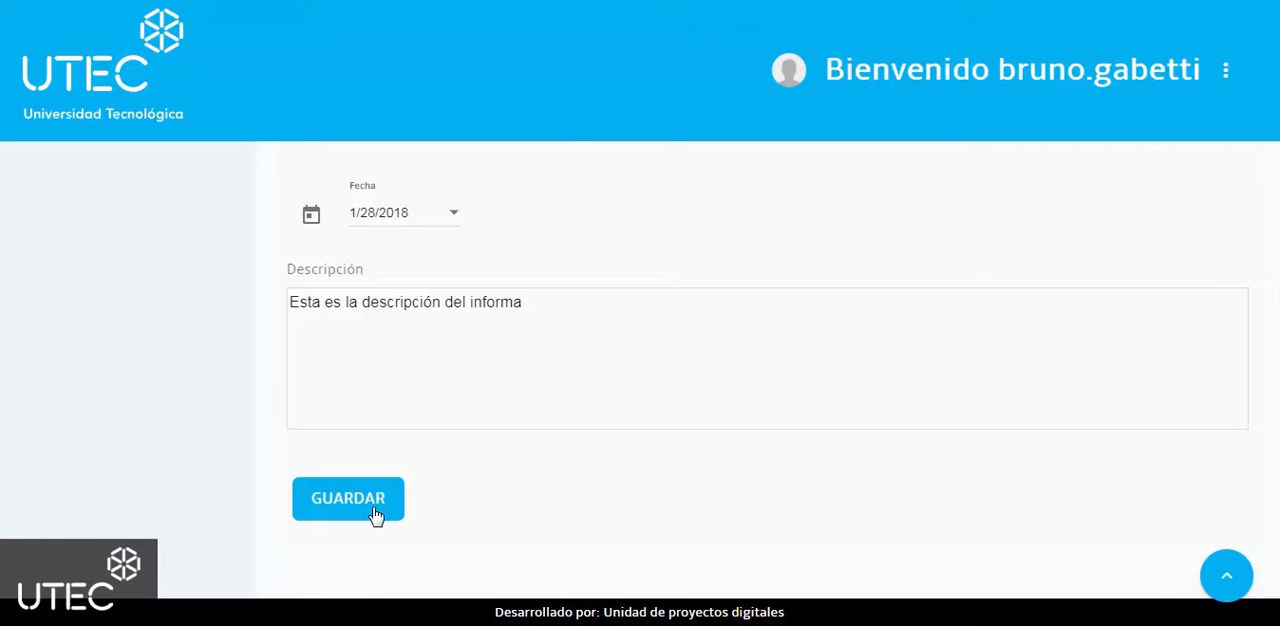 UTEC
Universidad Tecnológica
Bienvenido bruno.gabetti
Fecha
1/28/2018
Descripción
Esta es la descripción del informa
GUARDAR
UTEC
Desarrollado por: Unidad de proyectos digitales